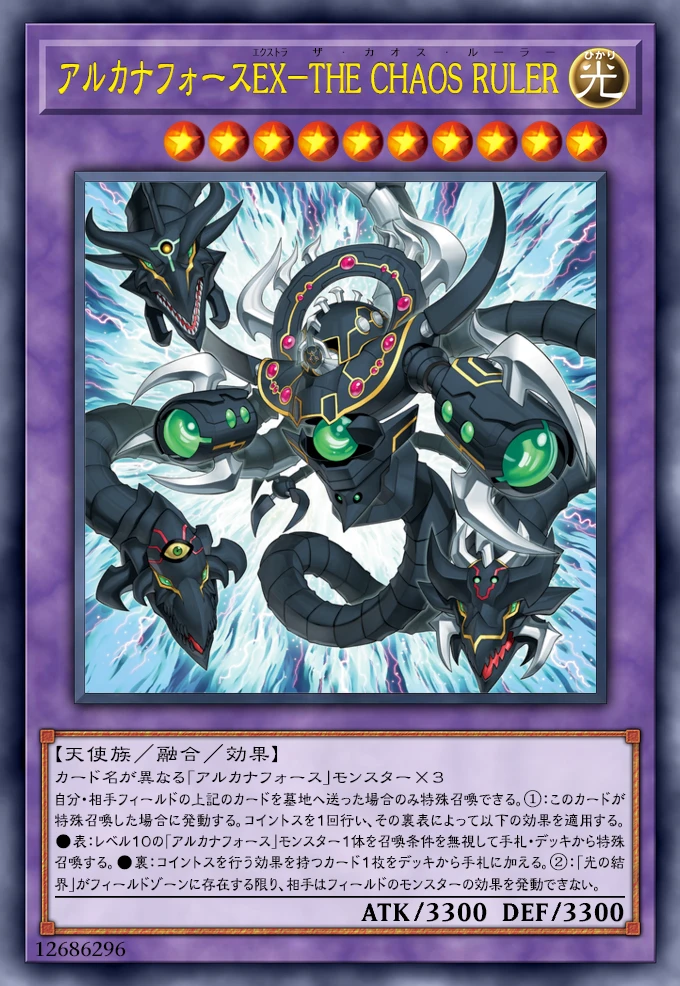 エクストラ ザ・カオス・ルーラー
アルカナフォースEX－THE CHAOS RULER
ひかり
光
【天使族／融合／効果】
カード名が異なる「アルカナフォース」モンスター×３
自分・相手フィールドの上記のカードを墓地へ送った場合のみ特殊召喚できる。①：このカードが
特殊召喚した場合に発動する。コイントスを1回行い、その裏表によって以下の効果を適用する。
●表：レベル10の「アルカナフォース」モンスター1体を召喚条件を無視して手札・デッキから特殊
召喚する。●裏：コイントスを行う効果を持つカード1枚をデッキから手札に加える。②：「光の結
界」がフィールドゾーンに存在する限り、相手はフィールドのモンスターの効果を発動できない。
ATK/3300 DEF/3300
12686296